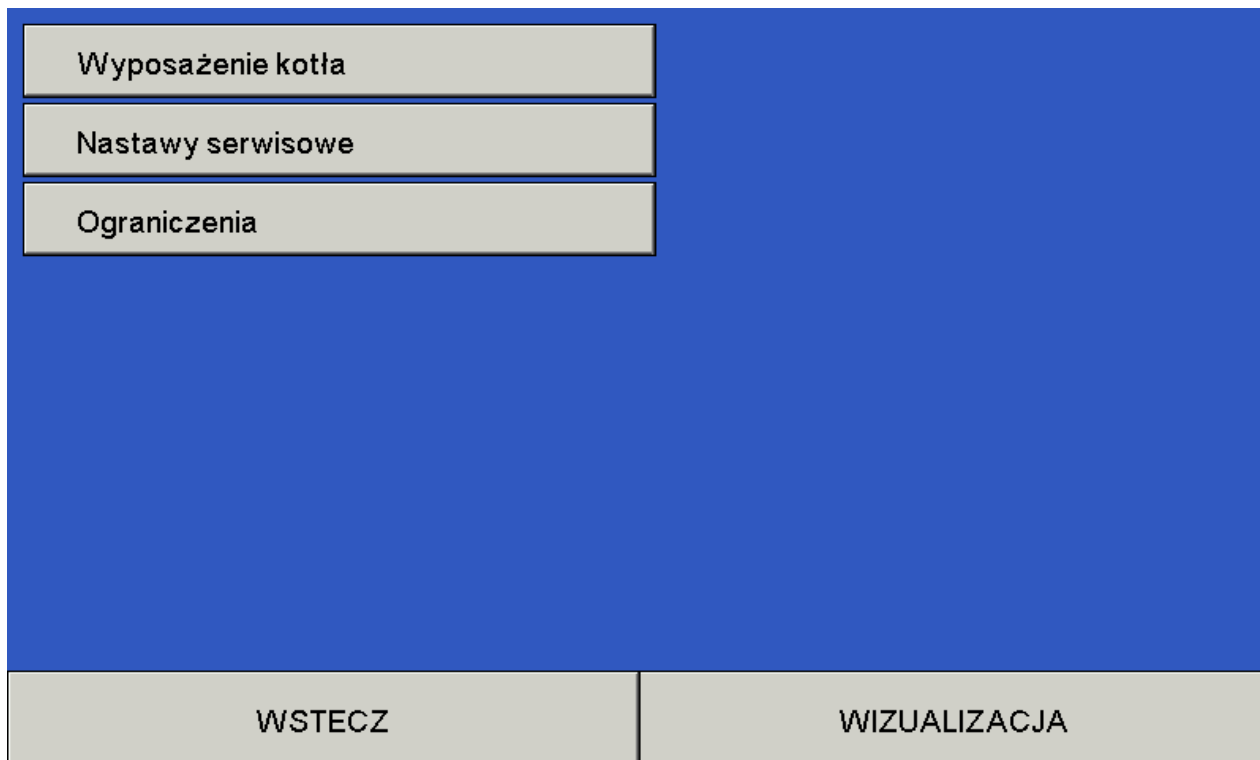 Wyposażenie kotła
Nastawy serwisowe
Ograniczenia
WSTECZ
WIZUALIZACJA